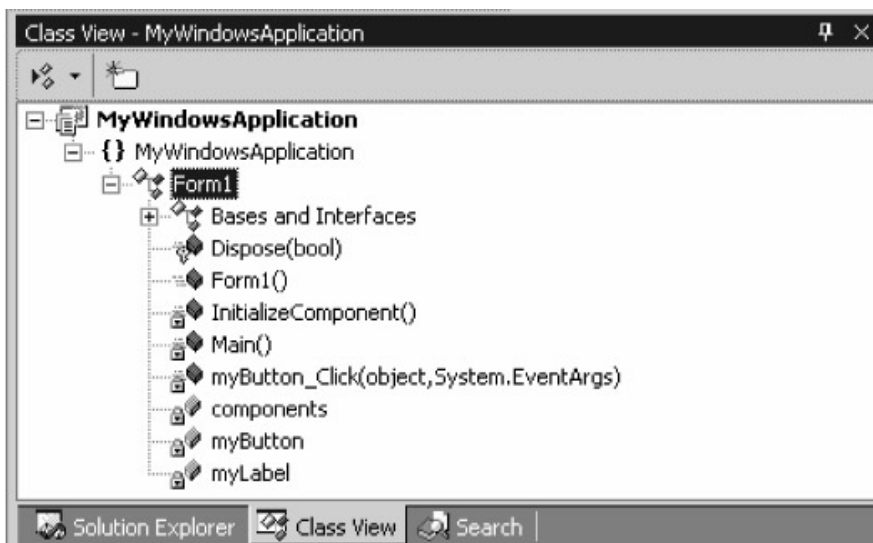 Class View - MyWindowsApplication
MyWindowsApplication
{} MyWindowsApplication
Form1
Bases and Interfaces
Dispose(bool)
Form1()
InitializeComponent()
Main()
myButton_Click(object,System.EventArgs)
components
myButton
myLabel
Solution Explorer Class View Search